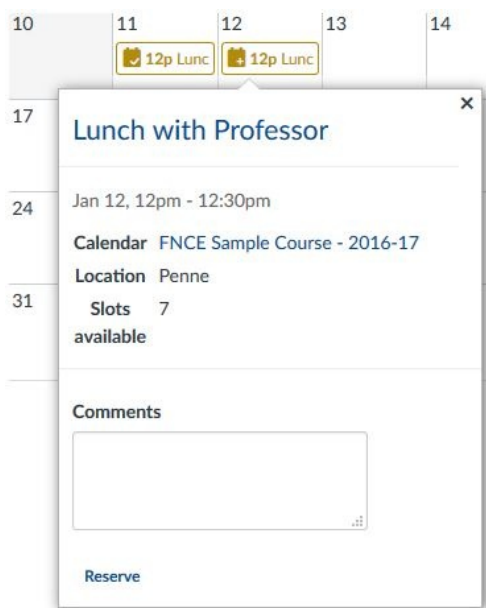 10 11 12 13 14
12p Lunc 12p Lunc
17
×
Lunch with Professor
24
Jan 12, 12pm - 12:30pm
Calendar FNCE Sample Course - 2016-17
Location Penne
31
Slots 7
available
Comments
Reserve